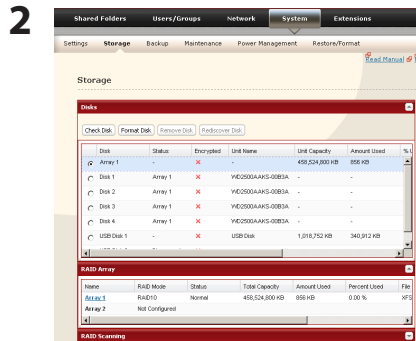 2
Shared Folders Users/Groups Network System Extensions
Settings Storage Backup Maintenance Power Management Restore/Format
Read Manual
Storage
Disks
Check Disk Format Disk Remove Disk Rediscover Disk
Disk Status Encrypted Unit Name Unit Capacity Amount Used % U
Array 1 - - 458,524,800 KB 856 KB
Disk 1 Array 1 WD2500AAKS-00B3A - -
Disk 2 Array 1 WD2500AAKS-00B3A - -
Disk 3 Array 1 WD2500AAKS-00B3A - -
Disk 4 Array 1 WD2500AAKS-00B3A - -
USB Disk 1 - USB Disk 1,018,752 KB 340,912 KB
RAID Array
Name RAID Mode Status Total Capacity Amount Used Percent Used File
Array 1 RAID10 Normal 458,524,800 KB 856 KB 0.00 % XFS
Array 2 Not Configured
RAID Scanning